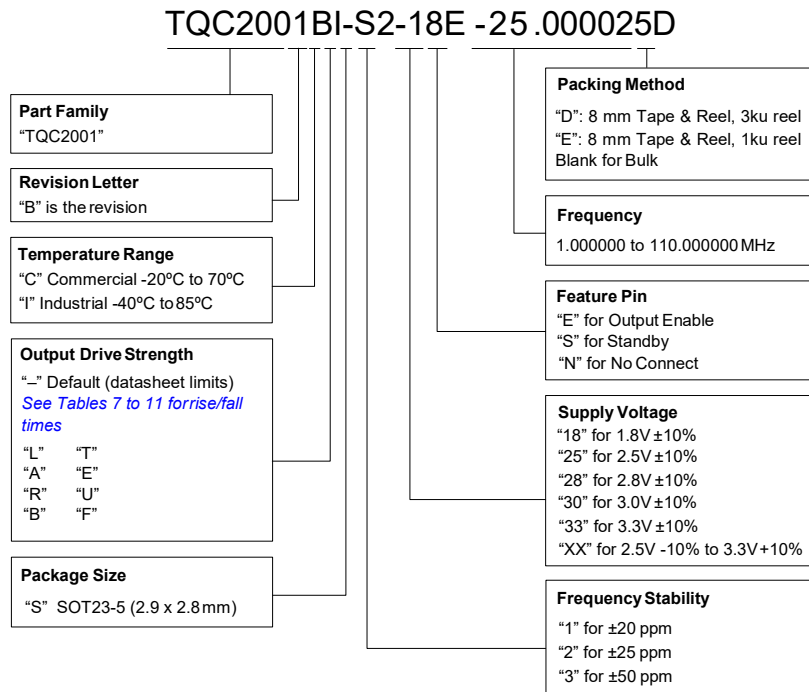 TQC2001BI-S2-18E -25.000025D
Part Family
“TQC2001”
Revision Letter
“B” is the revision
Temperature Range
“C” Commercial -20ºC to 70ºC
“I” Industrial -40ºC to85ºC
Output Drive Strength
“–” Default (datasheet limits)
See Tables 7 to 11 forrise/fall
times
“L” “T”
“A” “E”
“R” “U”
“B” “F”
Package Size
“S” SOT23-5 (2.9 x 2.8mm)
Packing Method
“D”: 8 mm Tape & Reel, 3ku reel
“E”: 8 mm Tape & Reel, 1ku reel
Blank for Bulk
Frequency
1.000000 to 110.000000MHz
Feature Pin
“E” for Output Enable
“S” for Standby
“N” for No Connect
Supply Voltage
“18” for 1.8V±10%
“25” for 2.5V±10%
“28” for 2.8V±10%
“30” for 3.0V±10%
“33” for 3.3V±10%
“XX” for 2.5V -10% to 3.3V+10%
Frequency Stability
“1” for ±20 ppm
“2” for ±25 ppm
“3” for ±50 ppm